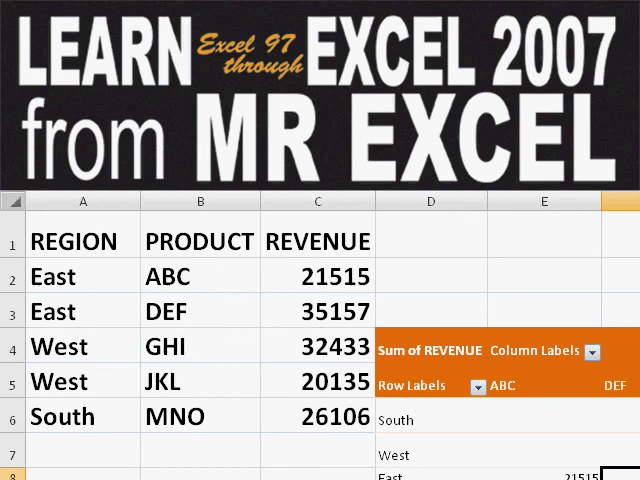 LEARN Excel 97 through EXCEL 2007
from MR EXCEL
A B C D E
1 REGION PRODUCT REVENUE
2 East ABC 21515
3 East DEF 35157
4 West GHI 32433 Sum of REVENUE Column Labels
5 West JKL 20135 Row Labels ABC DEF
6 South MNO 26106 South
7 West
8 East 21515